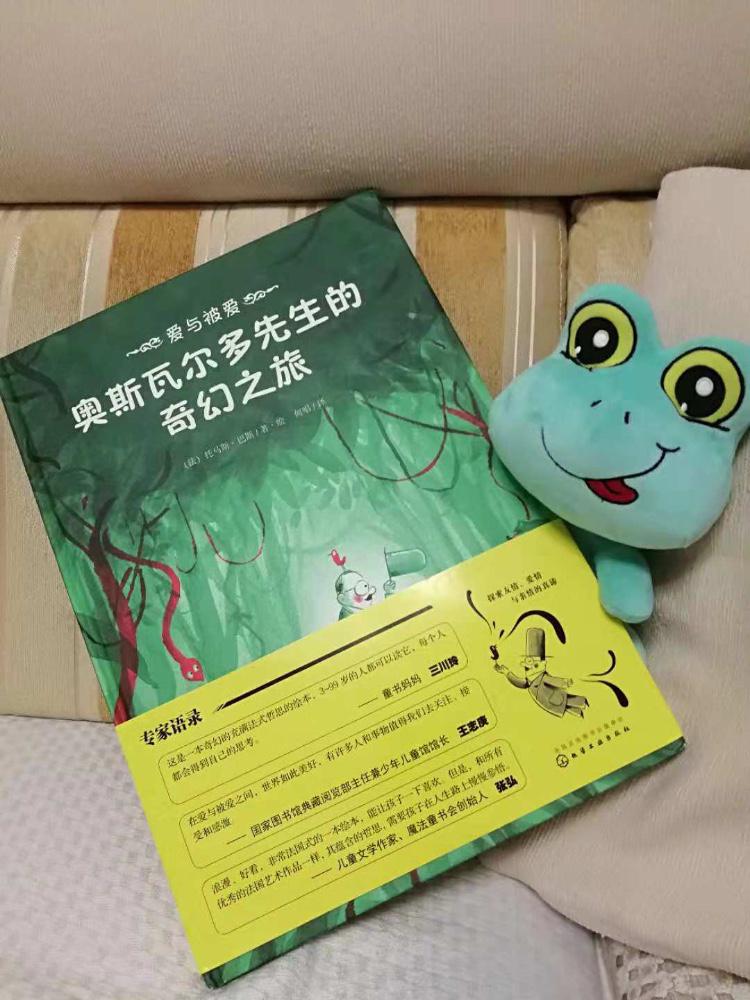 爱与被爱
奥斯瓦尔多先生的
奇幻之旅
(法) 托马斯·巴斯/著·绘 何唱/译
探索友情、爱情
与亲情的真谛
专家语录
这是一本奇幻的充满法式哲思的绘本，3-99岁的人都可以读它，每个人
都会得到自己的思考。
——童书妈妈 三川玲
在爱与被爱之间，世界如此美好，有许多人和事物值得我们去关注、接
受和感激。
——国家图书馆典藏阅览部主任兼少年儿童馆馆长 王志庚
浪漫、好看，非常法国式的一本绘本，能让孩子一下喜欢。但是，和所有
优秀的法国艺术作品一样，其蕴含的哲思，需要孩子在人生路上慢慢参悟。
——儿童文学作家、魔法童书会创始人 张弘
化学工业出版社